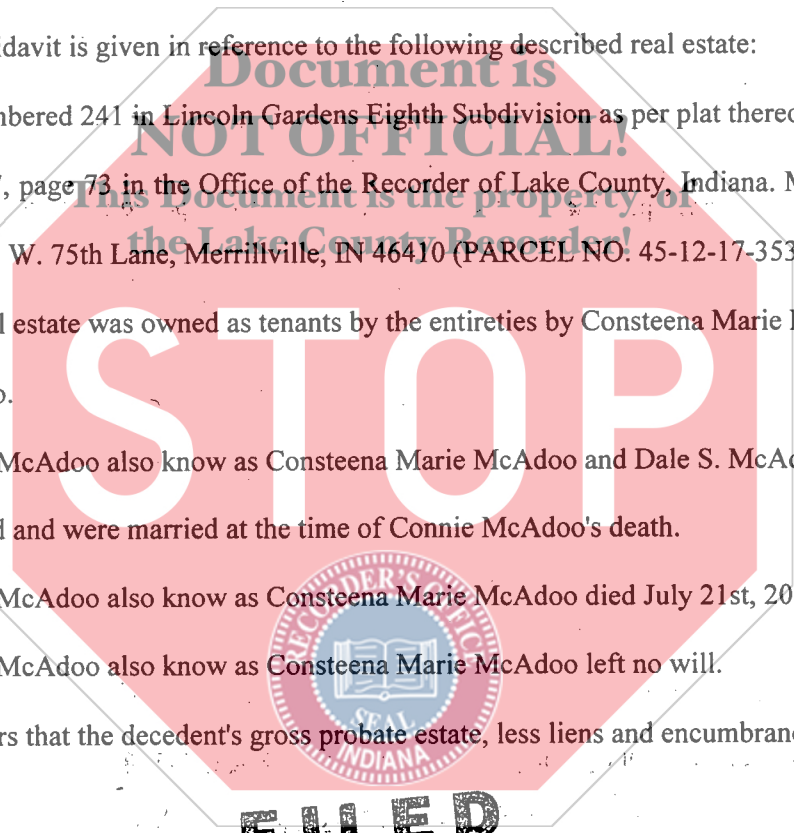 davit is given in reference to the following described real estate:
Document is
bered 241 in Lincoln Gardens Eighth Subdivision as per plat thereo
NOT OFFICIAL!
, page 73 in the Office of the Recorder of Lake County, Indiana. M
This Document is the property of
the Lake County Recorder!
W. 75th Lane, Merrillville, IN 46410 (PARCEL NO. 45-12-17-353
l estate was owned as tenants by the entireties by Consteena Marie
STOP
o.
McAdoo also know as Consteena Marie McAdoo and Dale S. McAd
d and were married at the time of Connie McAdoo's death.
McAdoo also know as Consteena Marie McAdoo died July 21st, 20
McAdoo also know as Consteena Marie McAdoo left no will.
rs that the decedent's gross probate estate, less liens and encumbran
RECORDER'S OFFICE
SEAL
INDIANA
FILED